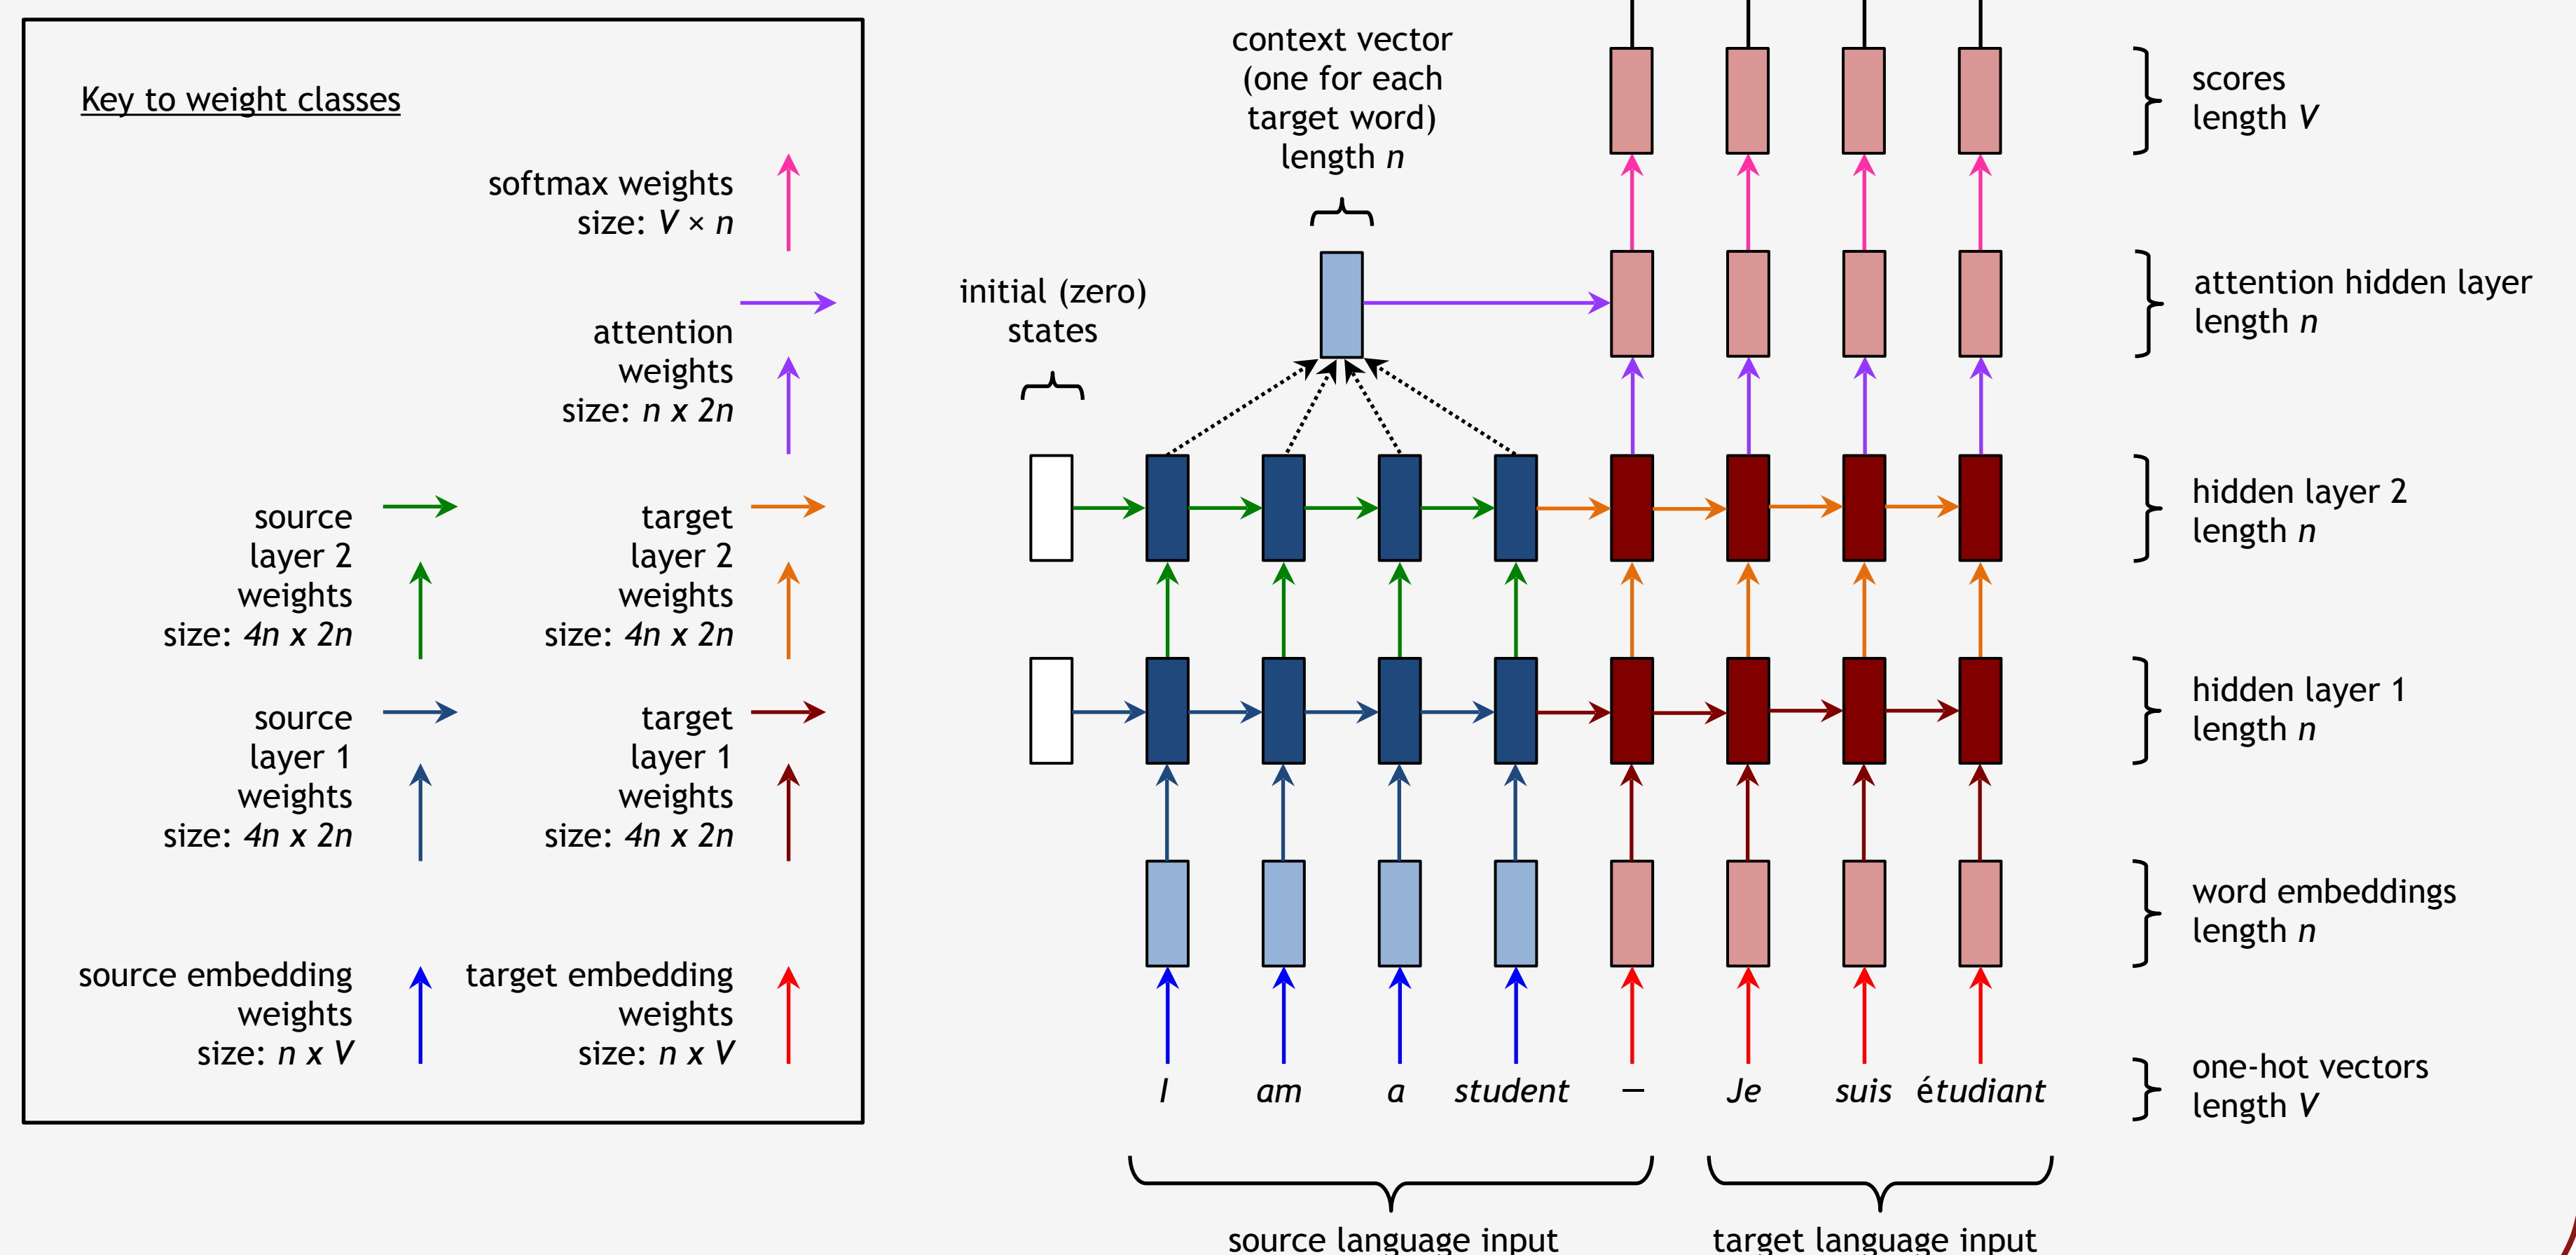 Key to weight classes
softmax weights
size: V × n
attention
weights
size: n x 2n
source
layer 2
weights
size: 4n x 2n
target
layer 2
weights
size: 4n x 2n
source
layer 1
weights
size: 4n x 2n
target
layer 1
weights
size: 4n x 2n
source embedding
weights
size: n x V
target embedding
weights
size: n x V
context vector
(one for each
target word)
length n
initial (zero)
states
scores
length V
attention hidden layer
length n
hidden layer 2
length n
hidden layer 1
length n
word embeddings
length n
one-hot vectors
length V
I am a student – Je suis étudiant
source language input
target language input